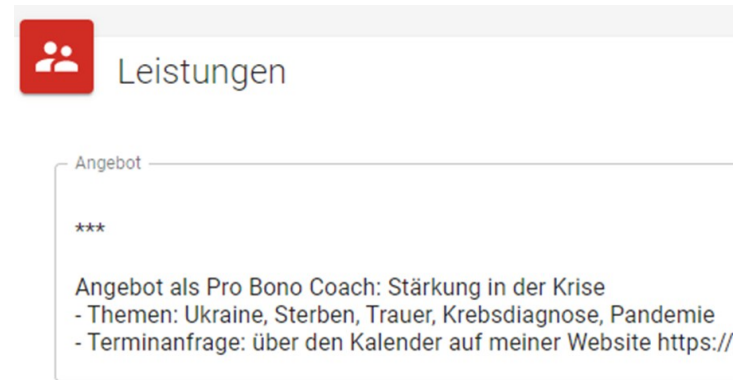 Leistungen
Angebot
***
Angebot als Pro Bono Coach: Stärkung in der Krise
- Themen: Ukraine, Sterben, Trauer, Krebsdiagnose, Pandemie
- Terminanfrage: über den Kalender auf meiner Website https://